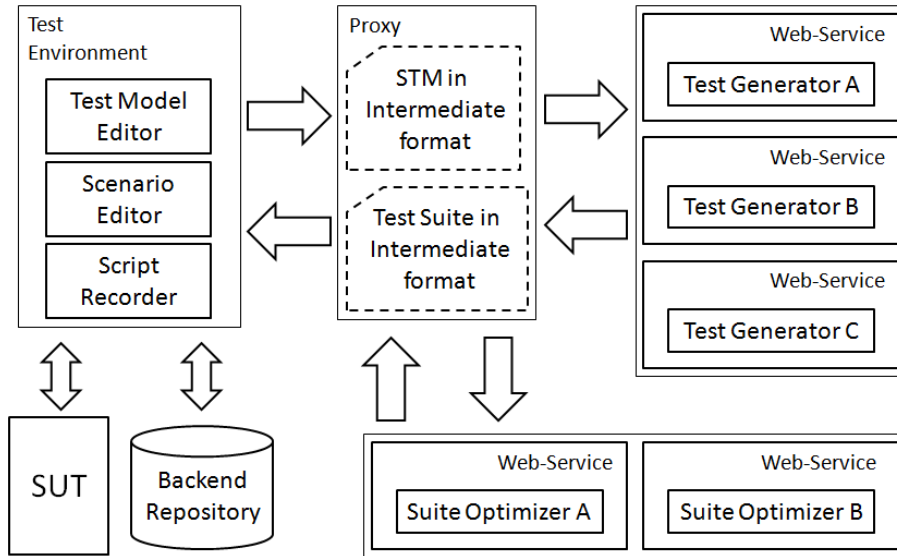 Test
Environment
Test Model
Editor
Scenario
Editor
Script
Recorder
Proxy
STM in
Intermediate
format
Test Suite in
Intermediate
format
Web-Service
Test Generator A
Web-Service
Test Generator B
Web-Service
Test Generator C
SUT
Backend
Repository
Web-Service
Suite Optimizer A
Web-Service
Suite Optimizer B